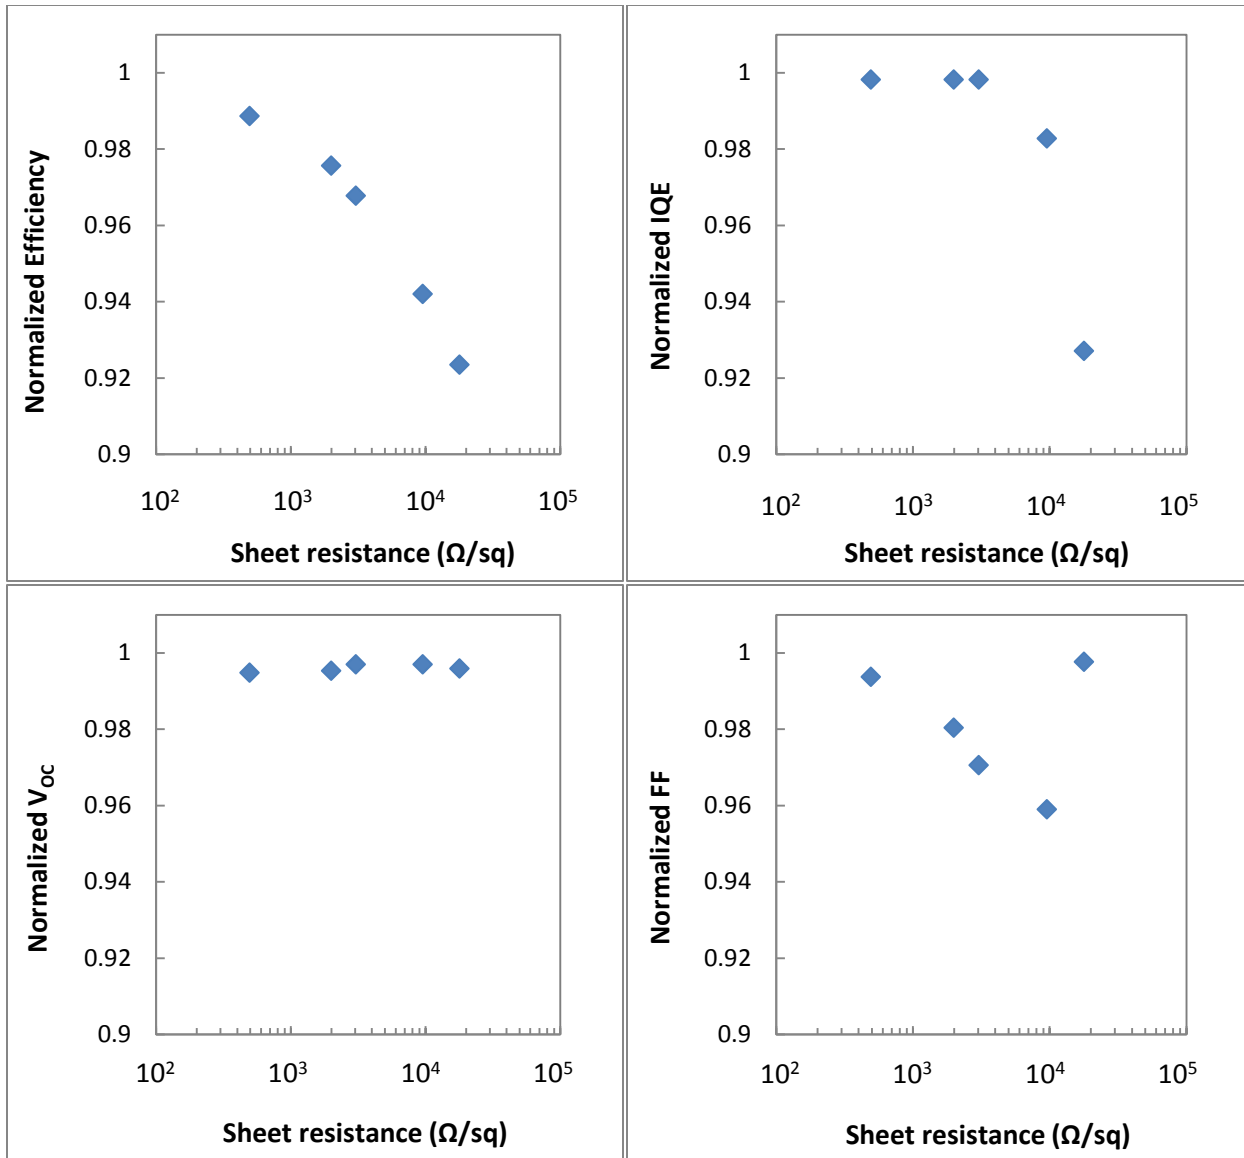 Normalized Efficiency
1
0.98
0.96
0.94
0.92
0.9
10² 10³ 10⁴ 10⁵
Sheet resistance (Ω/sq)
Normalized IQE
1
0.98
0.96
0.94
0.92
0.9
10² 10³ 10⁴ 10⁵
Sheet resistance (Ω/sq)
Normalized V_OC
1
0.98
0.96
0.94
0.92
0.9
10² 10³ 10⁴ 10⁵
Sheet resistance (Ω/sq)
Normalized FF
1
0.98
0.96
0.94
0.92
0.9
10² 10³ 10⁴ 10⁵
Sheet resistance (Ω/sq)